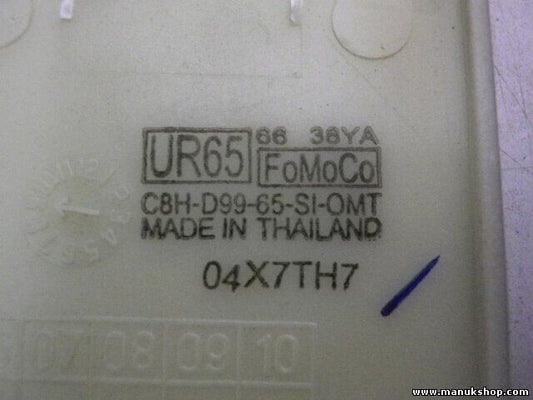 66 36YA
UR65 FoMoCo
C8H-D99-65-SI-OMT
MADE IN THAILAND
04X7TH7
07 08 09 10
www.manukshop.com